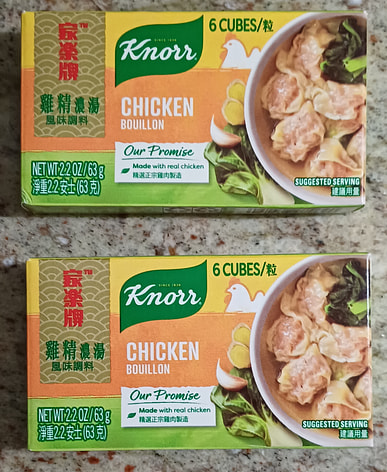 家樂牌™
雞精濃湯
風味調料
NET WT 2.2 OZ/63 g
淨重2.2安士(63克)
SINCE 1838
Knorr®
6 CUBES/粒
CHICKEN
BOUILLON
Our Promise
Made with real chicken
精選正宗雞肉製造
SUGGESTED SERVING
建議用量
家樂牌™
雞精濃湯
風味調料
NET WT 2.2 OZ/63 g
淨重2.2安士(63克)
SINCE 1838
Knorr®
6 CUBES/粒
CHICKEN
BOUILLON
Our Promise
Made with real chicken
精選正宗雞肉製造
SUGGESTED SERVING
建議用量